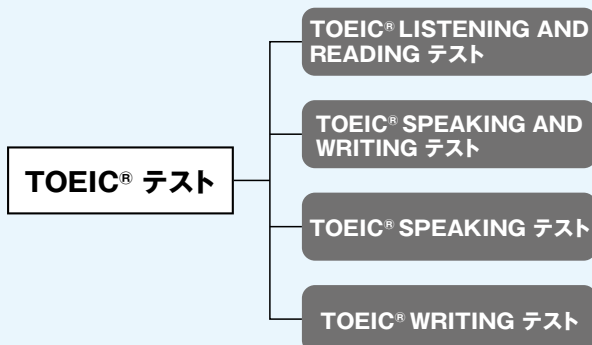 TOEIC® テスト
TOEIC® LISTENING AND
READING テスト
TOEIC® SPEAKING AND
WRITING テスト
TOEIC® SPEAKING テスト
TOEIC® WRITING テスト